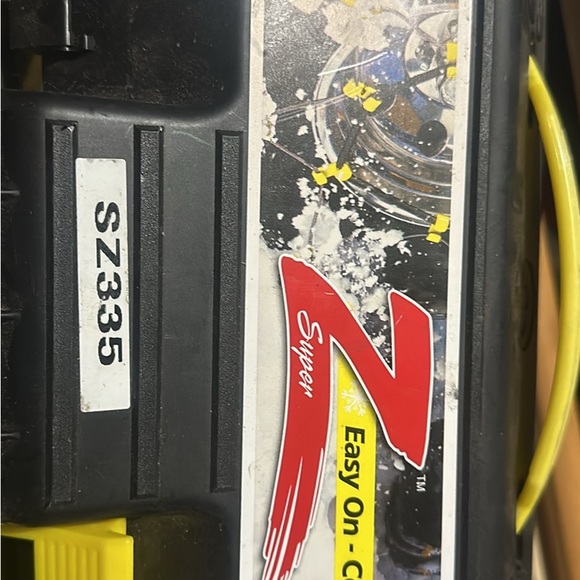 SZ335
Z
Super
TM
Easy On -